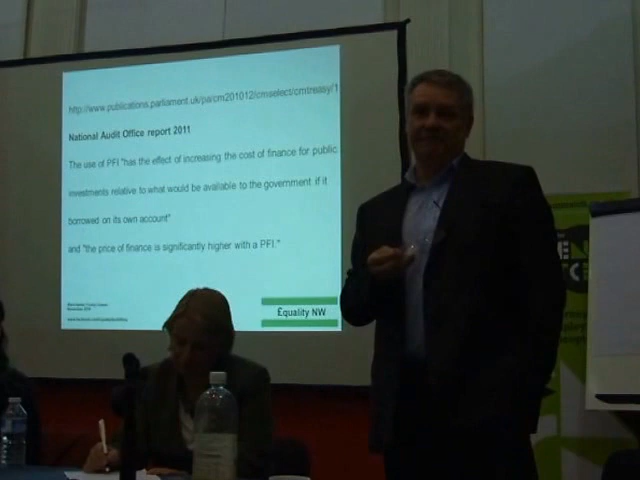 http://www.publications.parliament.uk/pa/cm201012/cmselect/cmtreasy/1
National Audit Office report 2011
The use of PFI "has the effect of increasing the cost of finance for public
investments relative to what would be available to the government if it
borrowed on its own account"
and "the price of finance is significantly higher with a PFI."
£quality NW